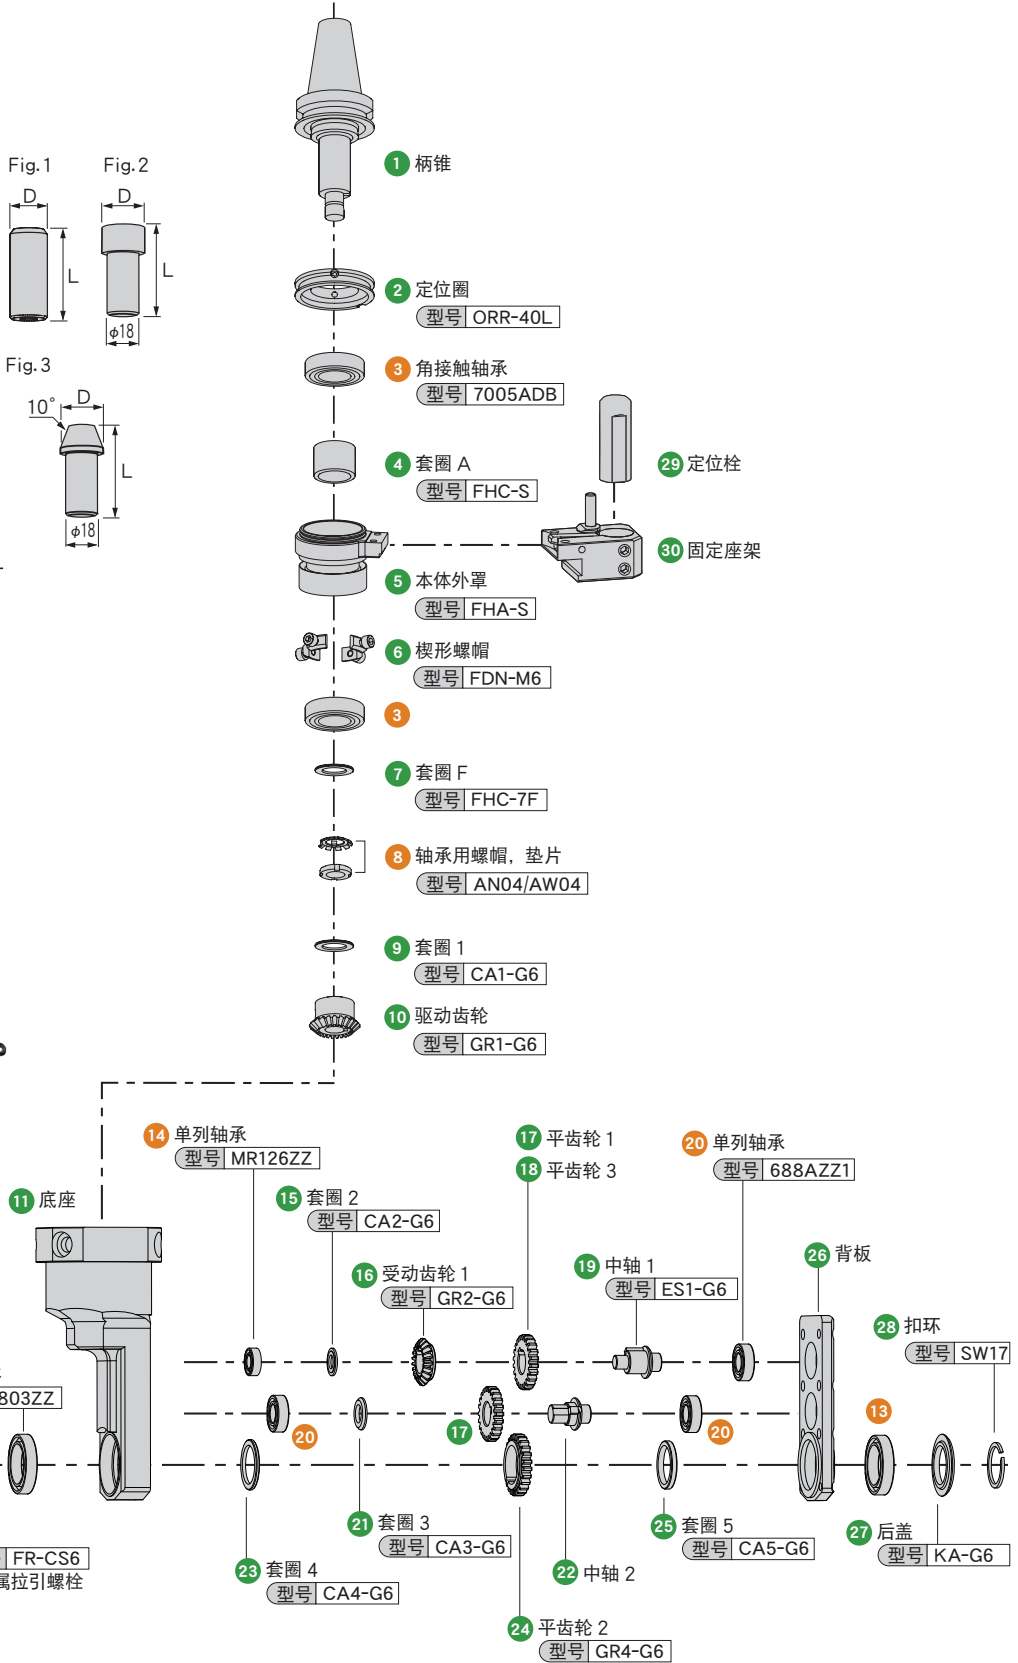 1 柄锥
Fig.1
Fig.2
D
D
L
L
φ18
2 定位圈
型号 ORR-40L
Fig.3
10°
D
L
φ18
3 角接触轴承
型号 7005ADB
4 套圈 A
型号 FHC-S
29 定位栓
30 固定座架
5 本体外罩
型号 FHA-S
6 楔形螺帽
型号 FDN-M6
3
7 套圈 F
型号 FHC-7F
8 轴承用螺帽，垫片
型号 AN04/AW04
9 套圈 1
型号 CA1-G6
10 驱动齿轮
型号 GR1-G6
14 单列轴承
型号 MR126ZZ
17 平齿轮 1
18 平齿轮 3
20 单列轴承
型号 688AZZ1
11 底座
15 套圈 2
型号 CA2-G6
16 受动齿轮 1
型号 GR2-G6
19 中轴 1
型号 ES1-G6
26 背板
28 扣环
型号 SW17
803ZZ
20
17
20
13
21 套圈 3
型号 CA3-G6
25 套圈 5
型号 CA5-G6
27 后盖
型号 KA-G6
FR-CS6
属拉引螺栓
23 套圈 4
型号 CA4-G6
22 中轴 2
24 平齿轮 2
型号 GR4-G6